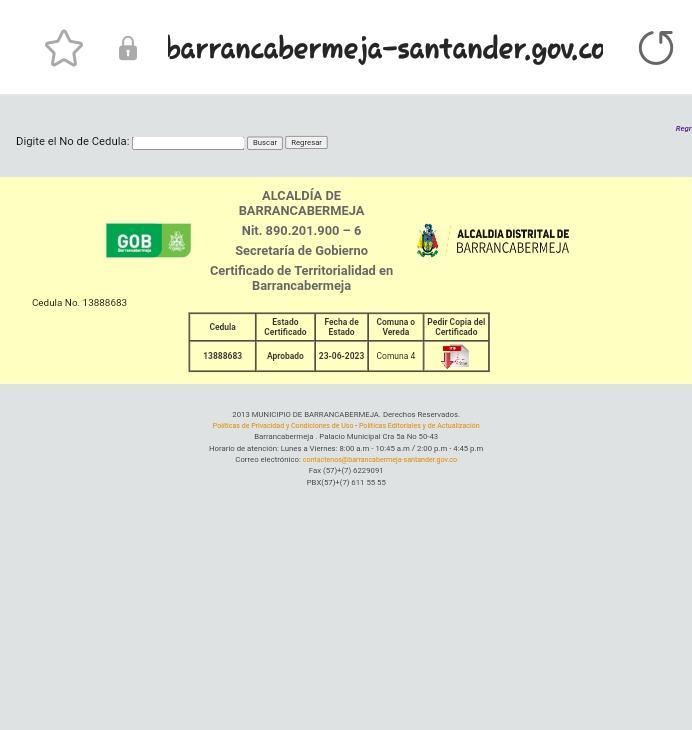 barrancabermeja-santander.gov.co
Regr
Digite el No de Cedula: Buscar Regresar
ALCALDÍA DE
BARRANCABERMEJA
Nit. 890.201.900 – 6
Secretaría de Gobierno
Certificado de Territorialidad en
Barrancabermeja
GOB
Barrancabermeja
ALCALDIA DISTRITAL DE
BARRANCABERMEJA
Cedula No. 13888683
Cedula Estado Certificado Fecha de Estado Comuna o Vereda Pedir Copia del Certificado
13888683 Aprobado 23-06-2023 Comuna 4
2013 MUNICIPIO DE BARRANCABERMEJA. Derechos Reservados.
Políticas de Privacidad y Condiciones de Uso - Políticas Editoriales y de Actualización
Barrancabermeja . Palacio Municipal Cra 5a No 50-43
Horario de atención: Lunes a Viernes: 8:00 a.m - 10:45 a.m / 2:00 p.m - 4:45 p.m
Correo electrónico: contactenos@barrancabermeja-santander.gov.co
Fax (57)+(7) 6229091
PBX(57)+(7) 611 55 55